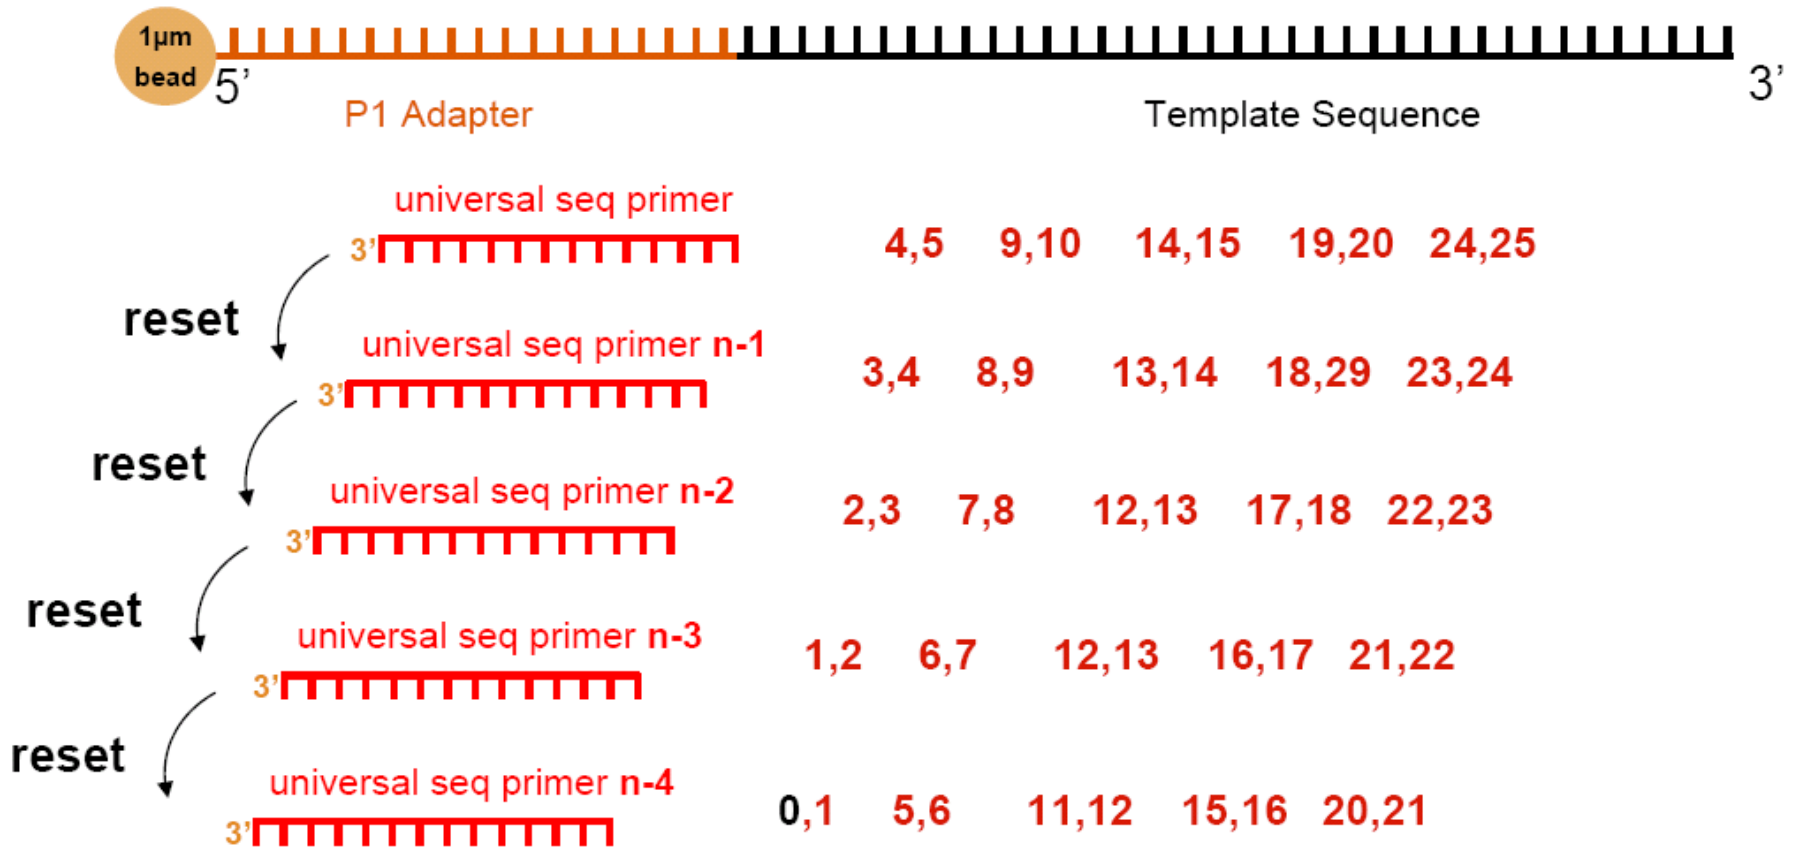 1µm
bead
5’
3’
P1 Adapter
Template Sequence
universal seq primer
3’
4,5 9,10 14,15 19,20 24,25
reset
universal seq primer n-1
3’
3,4 8,9 13,14 18,29 23,24
reset
universal seq primer n-2
3’
2,3 7,8 12,13 17,18 22,23
reset
universal seq primer n-3
3’
1,2 6,7 12,13 16,17 21,22
reset
universal seq primer n-4
3’
0,1 5,6 11,12 15,16 20,21